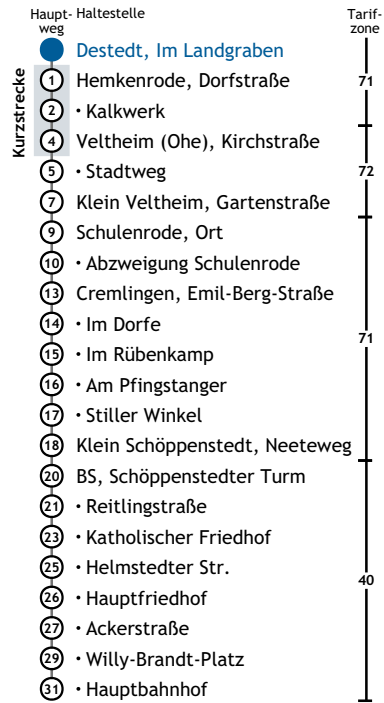 Haupt- Haltestelle Tarif-
weg zone
Destedt, Im Landgraben
Kurzstrecke
1 Hemkenrode, Dorfstraße 71
2 · Kalkwerk
4 Veltheim (Ohe), Kirchstraße
5 · Stadtweg 72
7 Klein Veltheim, Gartenstraße
9 Schulenrode, Ort
10 · Abzweigung Schulenrode
13 Cremlingen, Emil-Berg-Straße
14 · Im Dorfe 71
15 · Im Rübenkamp
16 · Am Pfingstanger
17 · Stiller Winkel
18 Klein Schöppenstedt, Neeteweg
20 BS, Schöppenstedter Turm
21 · Reitlingstraße
23 · Katholischer Friedhof
25 · Helmstedter Str. 40
26 · Hauptfriedhof
27 · Ackerstraße
29 · Willy-Brandt-Platz
31 · Hauptbahnhof